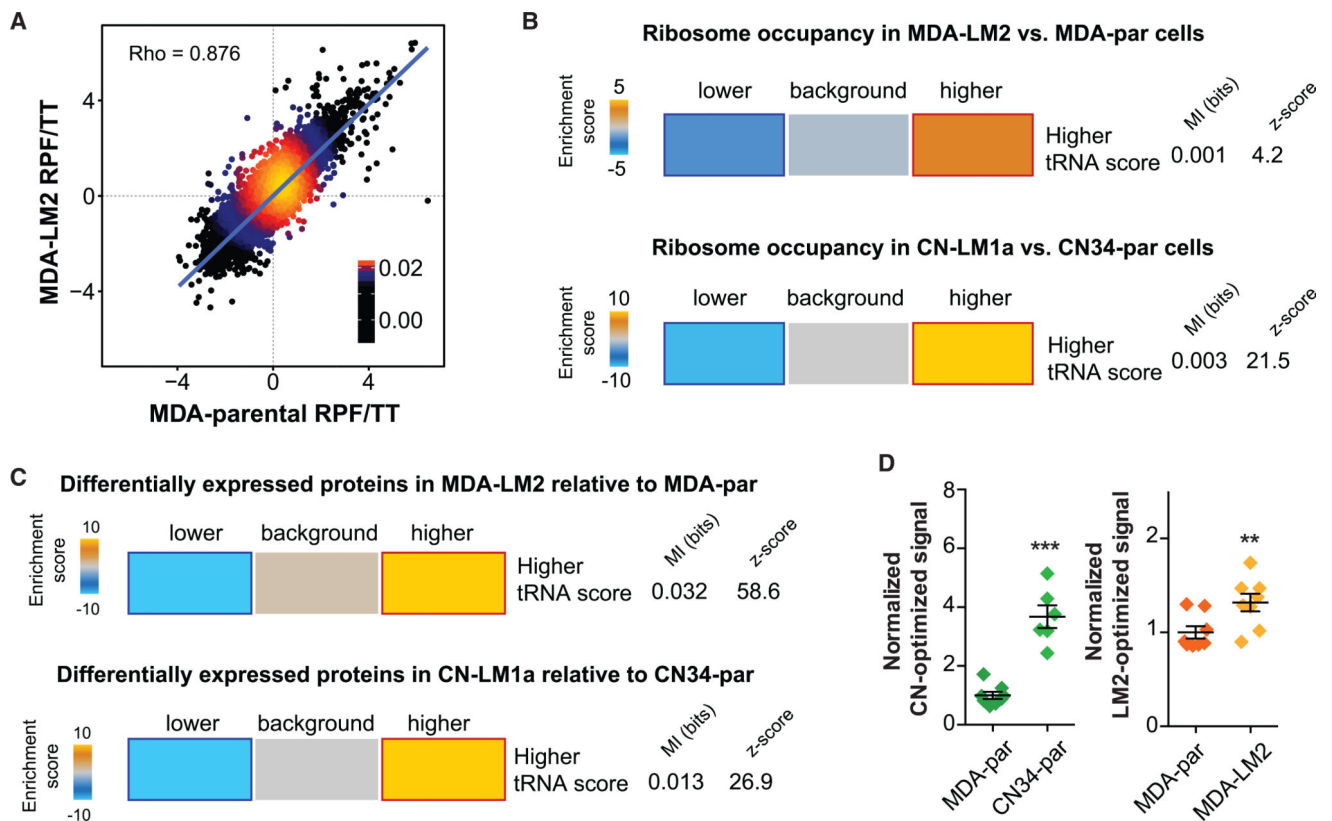 A
Rho = 0.876
MDA-LM2 RPF/TT
4
0
−4
0.02
0.00
−4
0
4
MDA-parental RPF/TT
B
Ribosome occupancy in MDA-LM2 vs. MDA-par cells
Enrichment
score
5
-5
lower
background
higher
MI (bits)
z-score
Higher
tRNA score
0.001
4.2
Ribosome occupancy in CN-LM1a vs. CN34-par cells
Enrichment
score
10
-10
lower
background
higher
MI (bits)
z-score
Higher
tRNA score
0.003
21.5
C
Differentially expressed proteins in MDA-LM2 relative to MDA-par
Enrichment
score
10
-10
lower
background
higher
MI (bits)
z-score
Higher
tRNA score
0.032
58.6
Differentially expressed proteins in CN-LM1a relative to CN34-par
Enrichment
score
10
-10
lower
background
higher
MI (bits)
z-score
Higher
tRNA score
0.013
26.9
D
Normalized
CN-optimized signal
8
6
4
2
0
***
MDA-par
CN34-par
Normalized
LM2-optimized signal
2
1
0
**
MDA-par
MDA-LM2